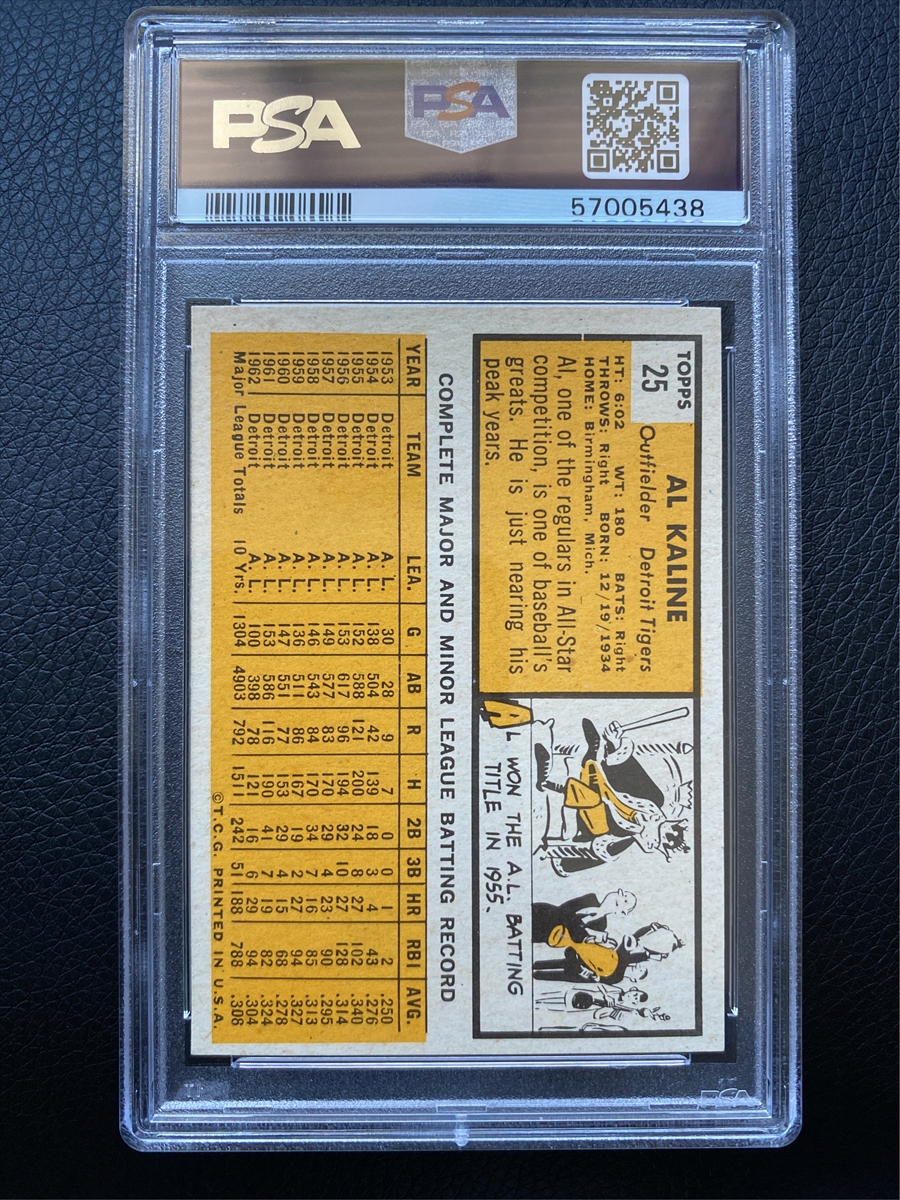 PSA
PSA
57005438
TOPPS
25
AL KALINE
Outfielder Detroit Tigers
HT: 6:02 WT: 180 BATS: Right
THROWS: Right BORN: 12/19/1934
HOME: Birmingham, Mich.
Al, one of the regulars in All-Star
competition, is one of baseball's
greats. He is just nearing his
peak years.
AL WON THE A.L. BATTING
TITLE IN 1955.
COMPLETE MAJOR AND MINOR LEAGUE BATTING RECORD
YEAR TEAM LEA. G AB R H 2B 3B HR RBI AVG.
1953 Detroit A. L. 30 28 9 7 0 0 1 2 .250
1954 Detroit A. L. 138 504 42 139 18 3 4 43 .276
1955 Detroit A. L. 152 588 121 200 24 8 27 102 .340
1956 Detroit A. L. 153 617 96 194 32 10 27 128 .314
1957 Detroit A. L. 149 577 83 170 29 4 23 90 .295
1958 Detroit A. L. 146 543 84 170 34 7 16 85 .313
1959 Detroit A. L. 136 511 86 167 19 2 27 94 .327
1960 Detroit A. L. 147 551 77 153 29 4 15 68 .278
1961 Detroit A. L. 153 586 116 190 41 7 19 82 .324
1962 Detroit A. L. 100 398 78 121 16 6 29 94 .304
Major League Totals 10 Yrs. 1304 4903 792 1511 242 51 188 788 .308
©T.C.G. PRINTED IN U.S.A.
PSA